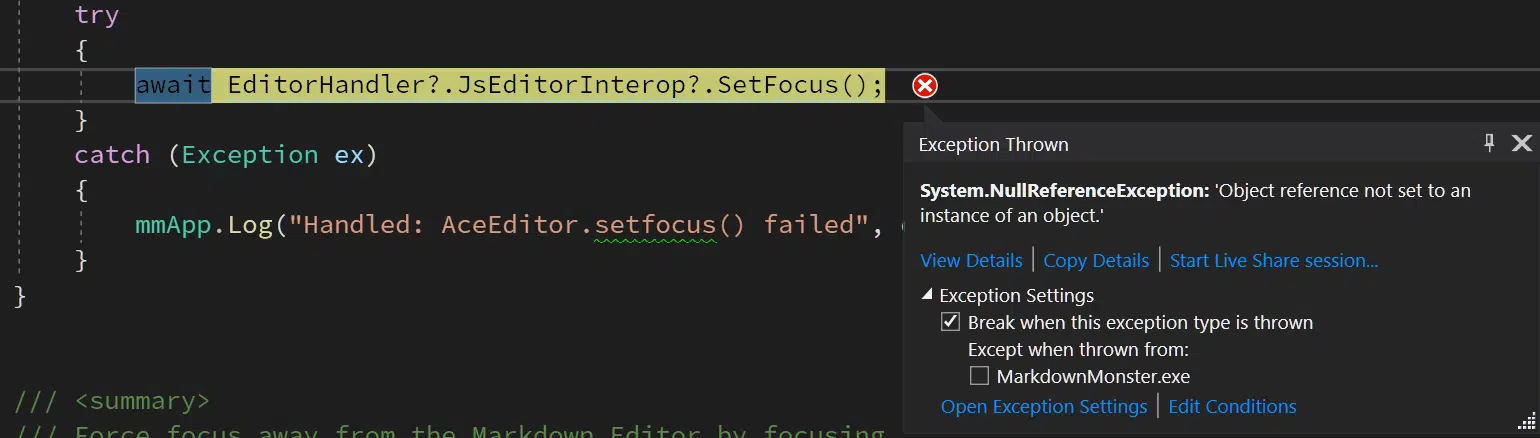 try
{
await EditorHandler?.JsEditorInterop?.SetFocus();
}
catch (Exception ex)
{
mmApp.Log("Handled: AceEditor.setfocus() failed",
}
}
/// <summary>
/// Force focus away from the Markdown Editor by focusing
Exception Thrown
System.NullReferenceException: 'Object reference not set to an
instance of an object.'
View Details | Copy Details | Start Live Share session...
Exception Settings
Break when this exception type is thrown
Except when thrown from:
MarkdownMonster.exe
Open Exception Settings | Edit Conditions